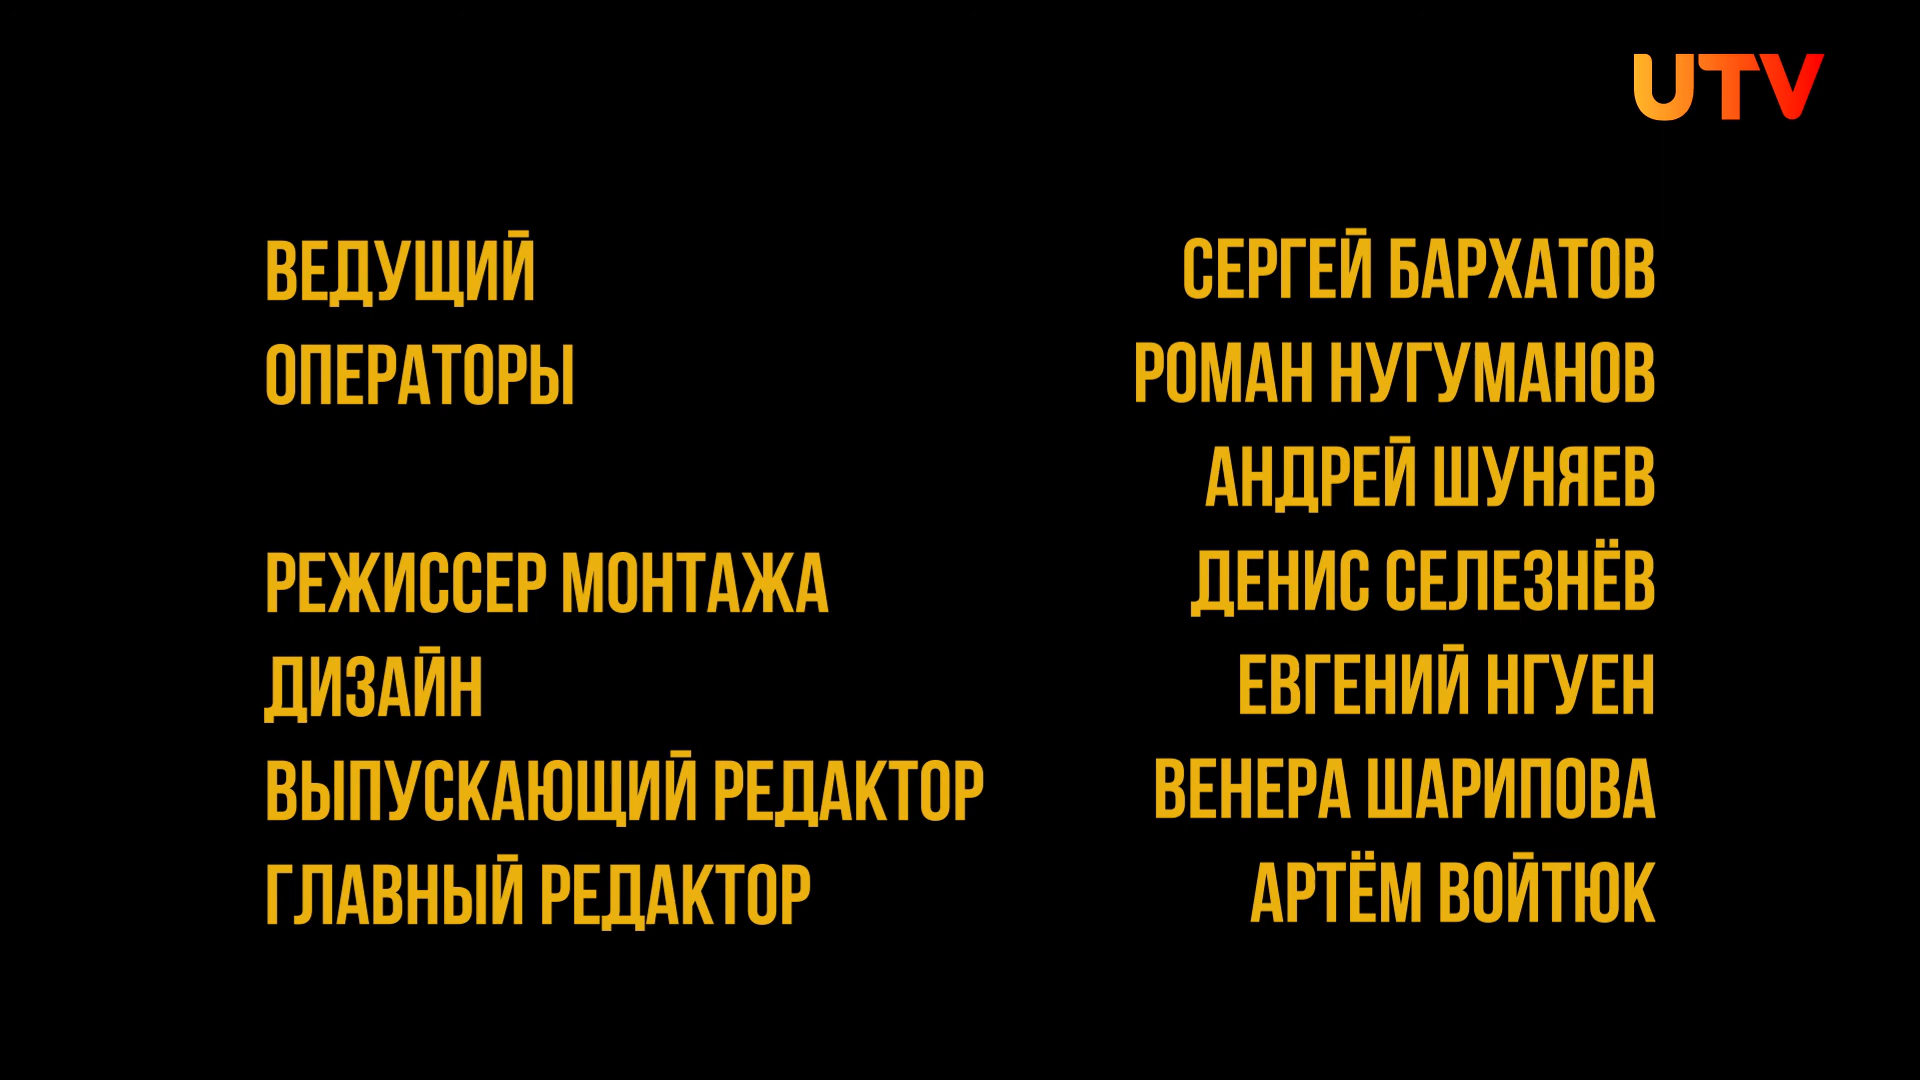 UTV
ВЕДУЩИЙ СЕРГЕЙ БАРХАТОВ
ОПЕРАТОРЫ РОМАН НУГУМАНОВ
АНДРЕЙ ШУНЯЕВ
РЕЖИССЕР МОНТАЖА ДЕНИС СЕЛЕЗНЁВ
ДИЗАЙН ЕВГЕНИЙ НГУЕН
ВЫПУСКАЮЩИЙ РЕДАКТОР ВЕНЕРА ШАРИПОВА
ГЛАВНЫЙ РЕДАКТОР АРТЁМ ВОЙТЮК